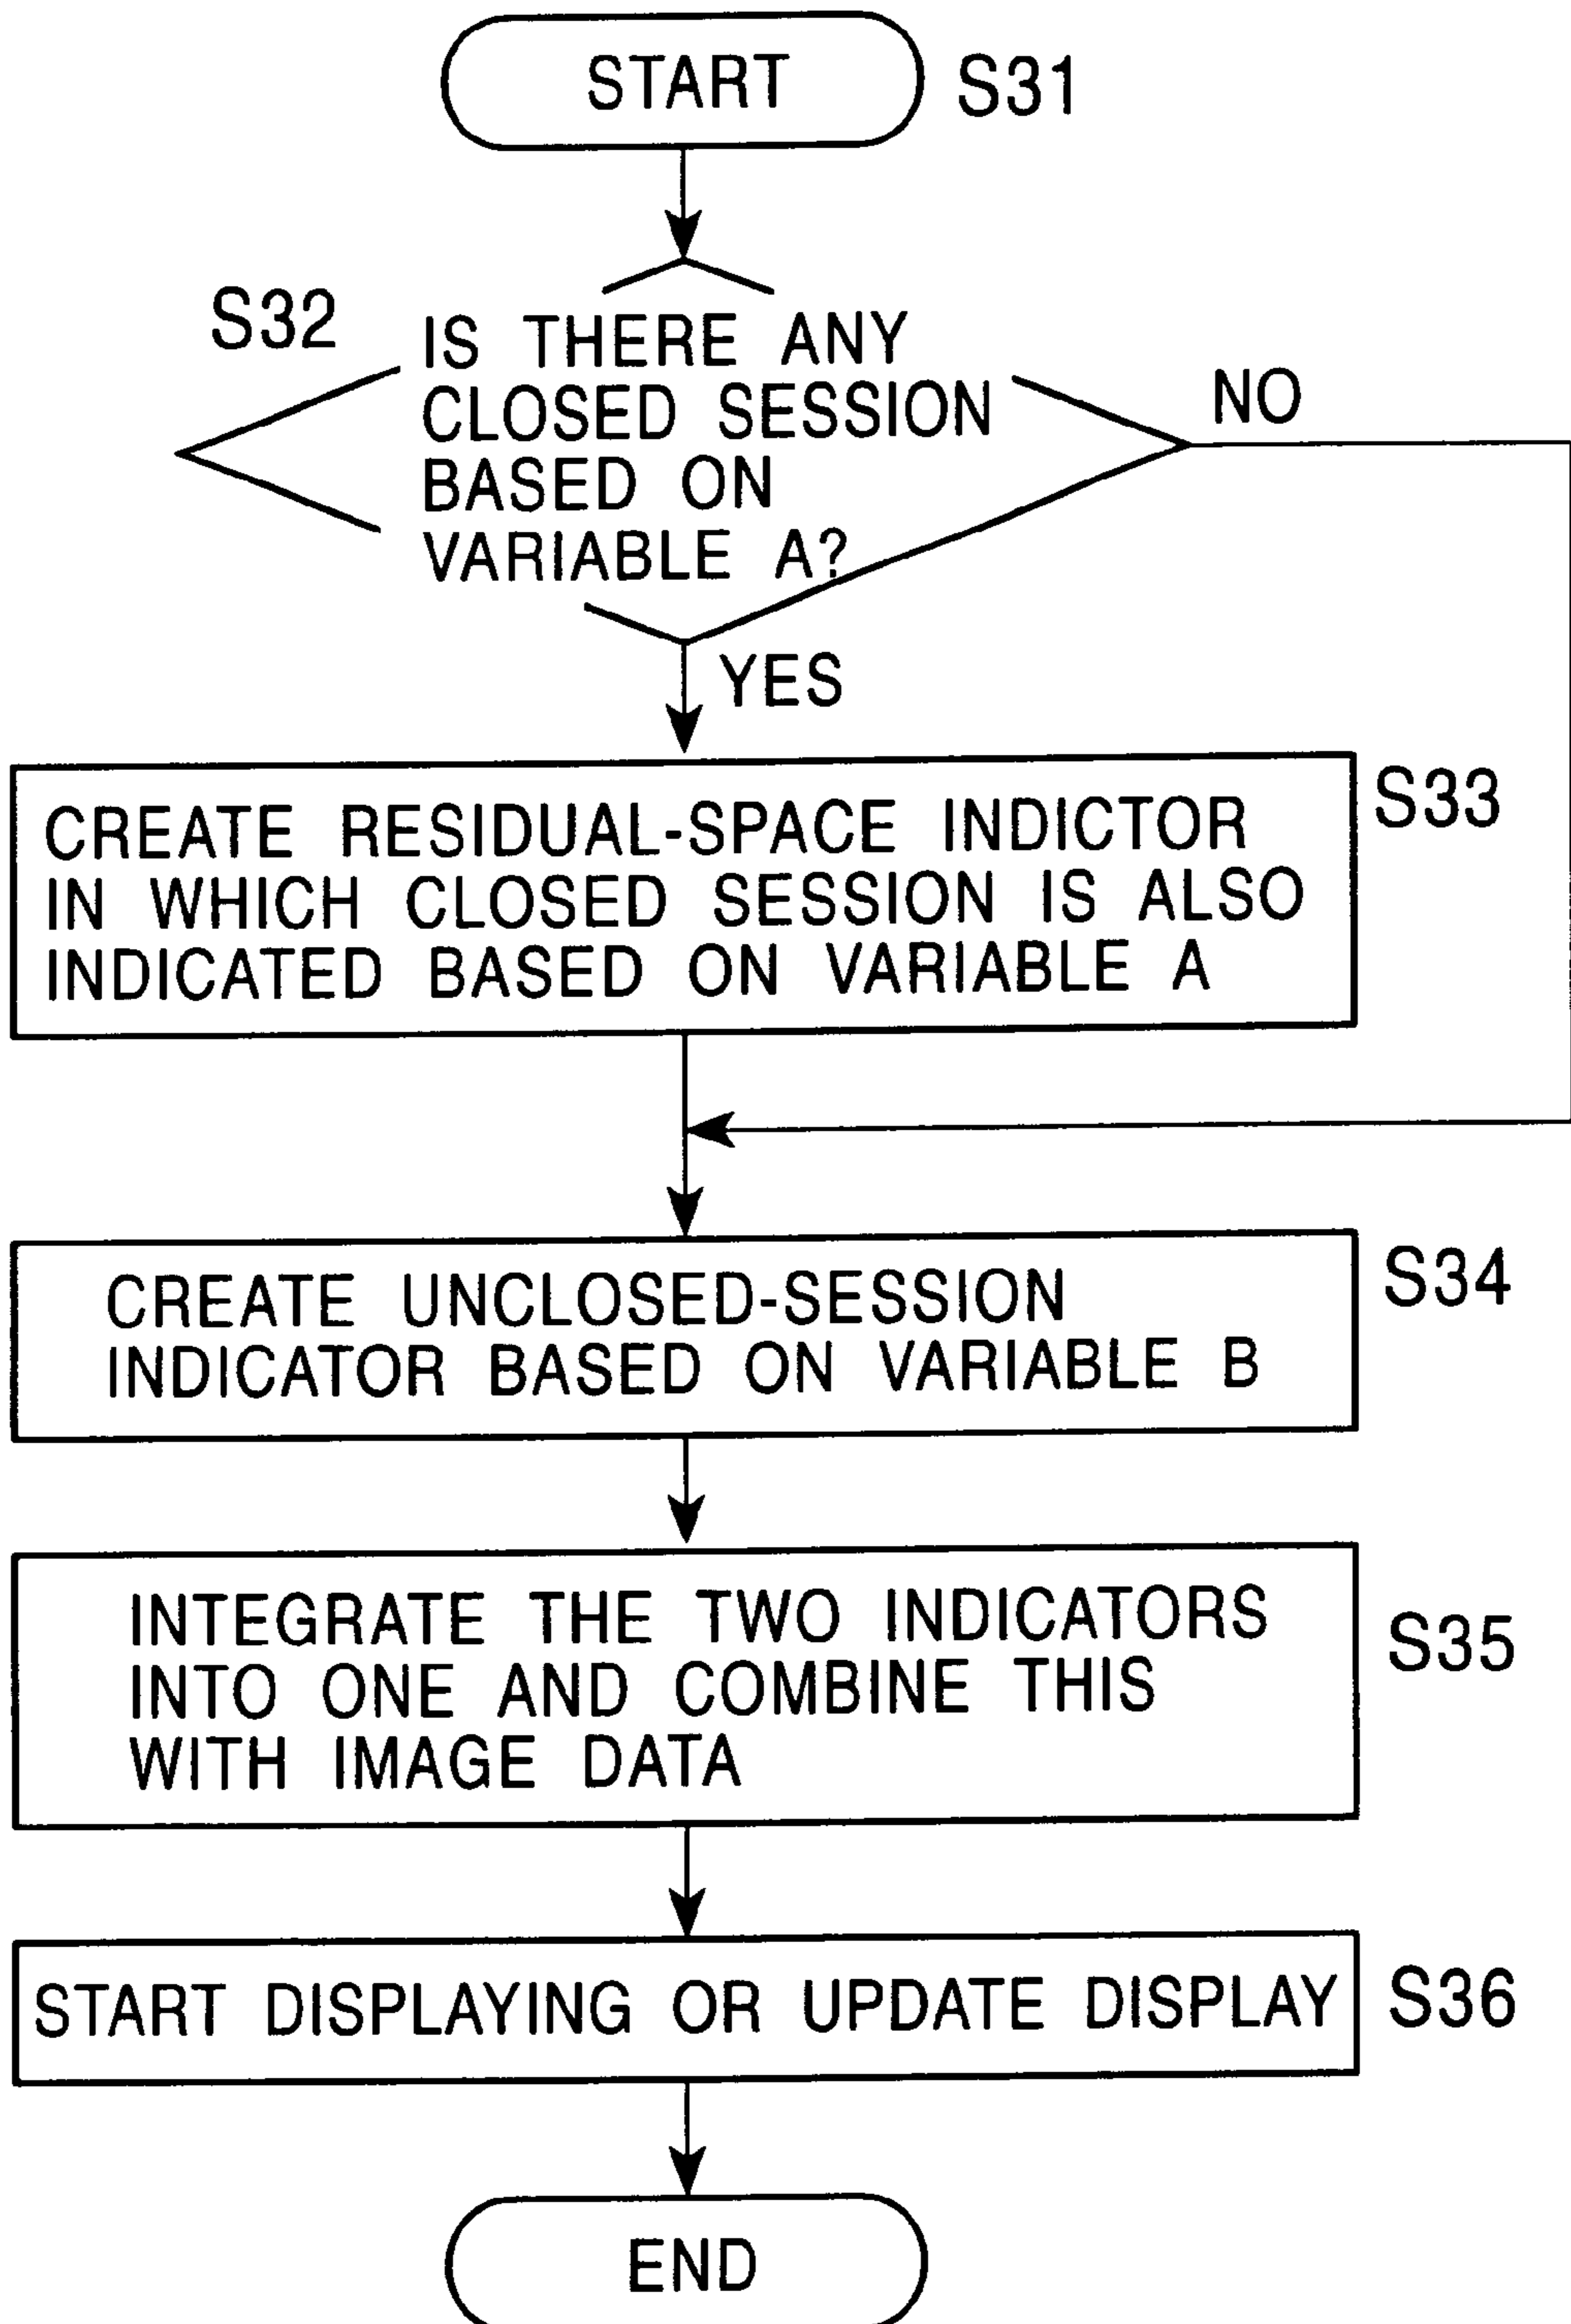 START
S31
S32
IS THERE ANY
CLOSED SESSION
BASED ON
VARIABLE A?
NO
YES
S33
CREATE RESIDUAL-SPACE INDICTOR
IN WHICH CLOSED SESSION IS ALSO
INDICATED BASED ON VARIABLE A
S34
CREATE UNCLOSED-SESSION
INDICATOR BASED ON VARIABLE B
INTEGRATE THE TWO INDICATORS
INTO ONE AND COMBINE THIS
WITH IMAGE DATA
S35
START DISPLAYING OR UPDATE DISPLAY
S36
END